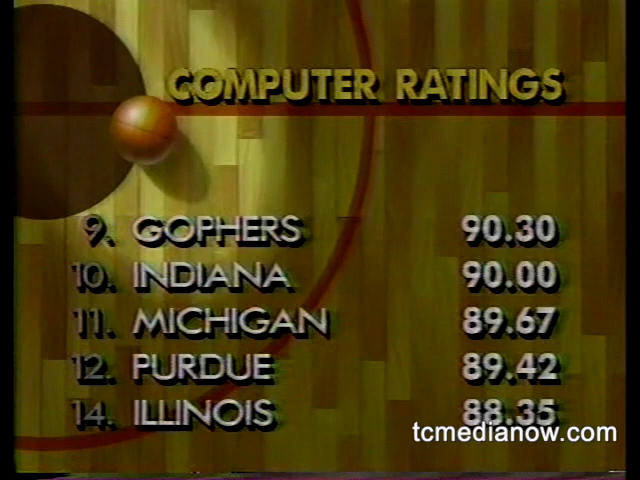 COMPUTER RATINGS
9. GOPHERS 90.30
10. INDIANA 90.00
11. MICHIGAN 89.67
12. PURDUE 89.42
14. ILLINOIS 88.35
tcmedianow.com